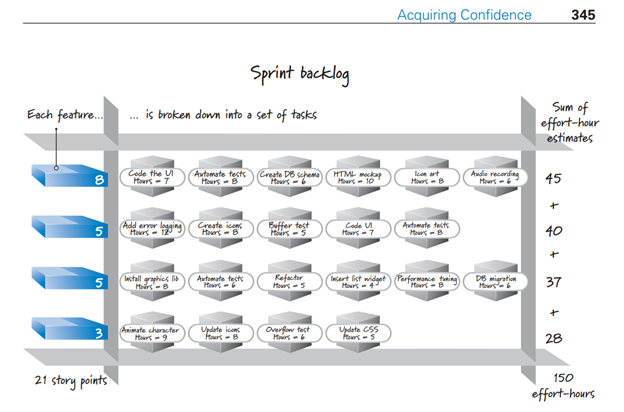 Acquiring Confidence 345
Sprint backlog
Each feature... ... is broken down into a set of tasks
Sum of
effort-hour
estimates
8
Code the UI
Hours = 7
Automate tests
Hours = 8
Create DB schema
Hours = 6
HTML mockup
Hours = 10
Icon art
Hours = 8
Audio recording
Hours = 6
45
+
5
Add error logging
Hours = 12
Create icons
Hours = 8
Buffer test
Hours = 5
Code UI
Hours = 7
Automate tests
Hours = 8
40
+
5
Install graphics lib
Hours = 8
Automate tests
Hours = 6
Refactor
Hours = 5
Insert list widget
Hours = 4
Performance tuning
Hours = 8
DB migration
Hours = 6
37
+
3
Animate character
Hours = 9
Update icons
Hours = 8
Overflow test
Hours = 6
Update CSS
Hours = 5
28
21 story points
150
effort-hours